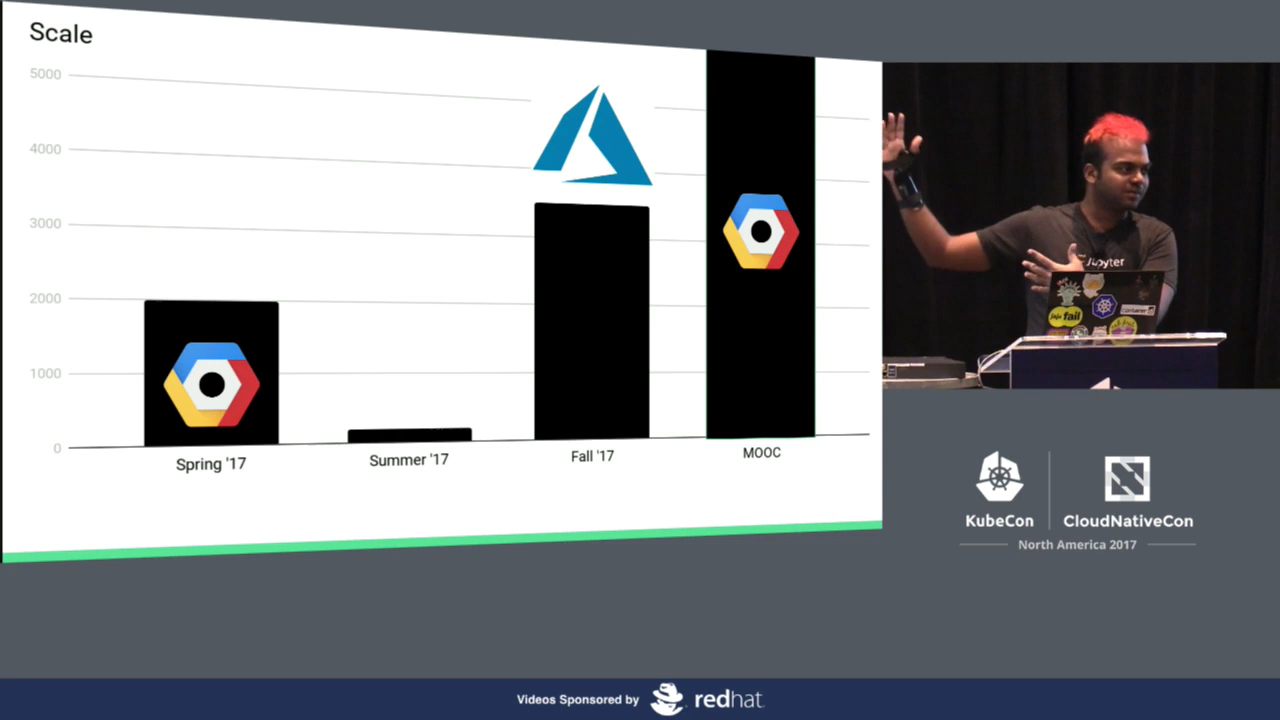 Scale
5000
4000
3000
2000
1000
0
Spring '17
Summer '17
Fall '17
MOOC
Jupyter
fail
KubeCon
CloudNativeCon
North America 2017
Videos Sponsored by
redhat.